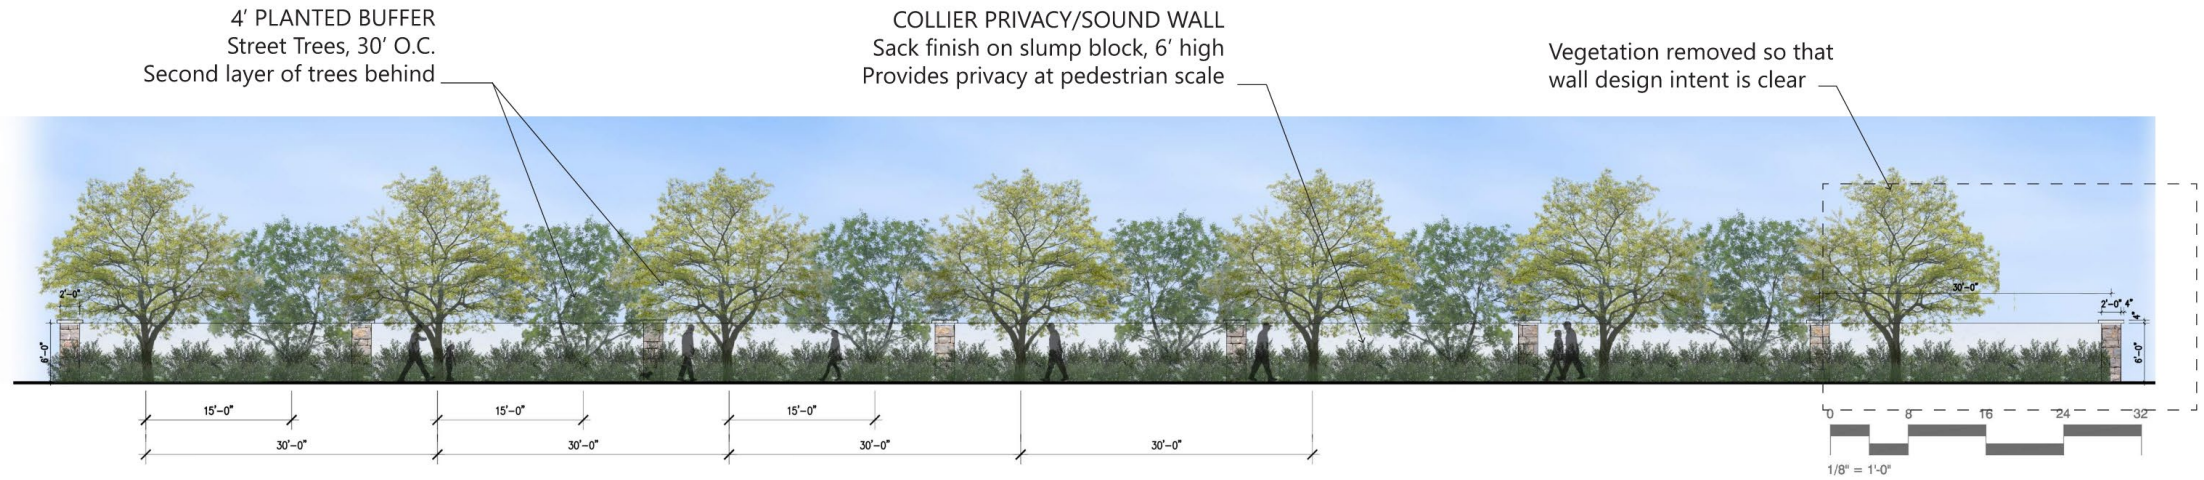 4’ PLANTED BUFFER
Street Trees, 30’ O.C.
Second layer of trees behind
COLLIER PRIVACY/SOUND WALL
Sack finish on slump block, 6’ high
Provides privacy at pedestrian scale
Vegetation removed so that
wall design intent is clear
2'-0"
6'-0"
30'-0"
2'-0" 4"
4"
6'-0"
15'-0"
15'-0"
15'-0"
30'-0"
30'-0"
30'-0"
30'-0"
0 8 16 24 32
1/8" = 1'-0"